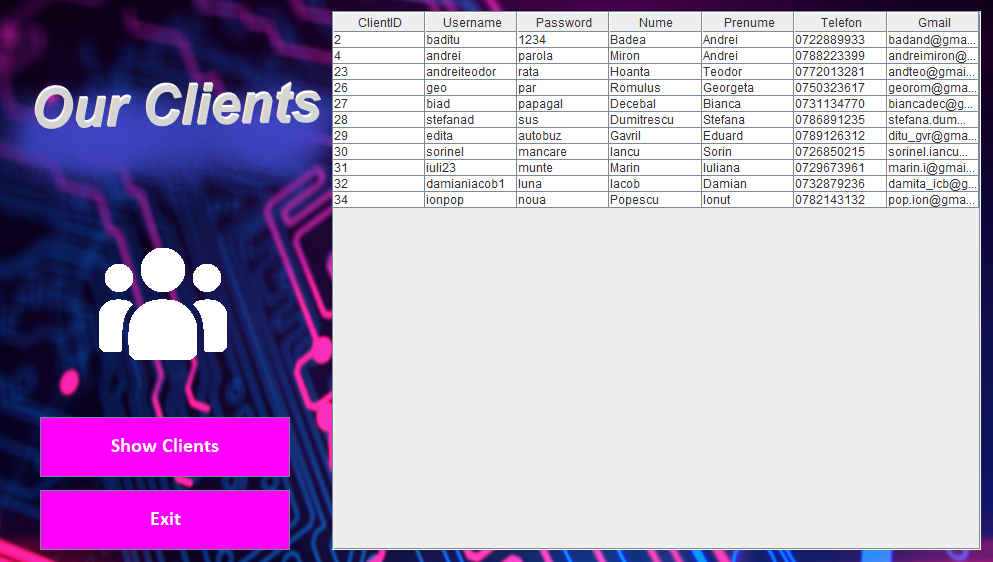 Our Clients
Show Clients
Exit
ClientID Username Password Nume Prenume Telefon Gmail
2 baditu 1234 Badea Andrei 0722889933 badand@gma...
4 andrei parola Miron Andrei 0788223399 andreimiron@...
23 andreiteodor rata Hoanta Teodor 0772013281 andteo@gmai...
26 geo par Romulus Georgeta 0750323617 georom@gma...
27 biad papagal Decebal Bianca 0731134770 biancadec@g...
28 stefanad sus Dumitrescu Stefana 0786891235 stefana.dum...
29 edita autobuz Gavril Eduard 0789126312 ditu_gvr@gma...
30 sorinel mancare Iancu Sorin 0726850215 sorinel.iancu...
31 iuli23 munte Marin Iuliana 0729673961 marin.i@gmai...
32 damianiacob1 luna Iacob Damian 0732879236 damita_icb@g...
34 ionpop noua Popescu Ionut 0782143132 pop.ion@gma...